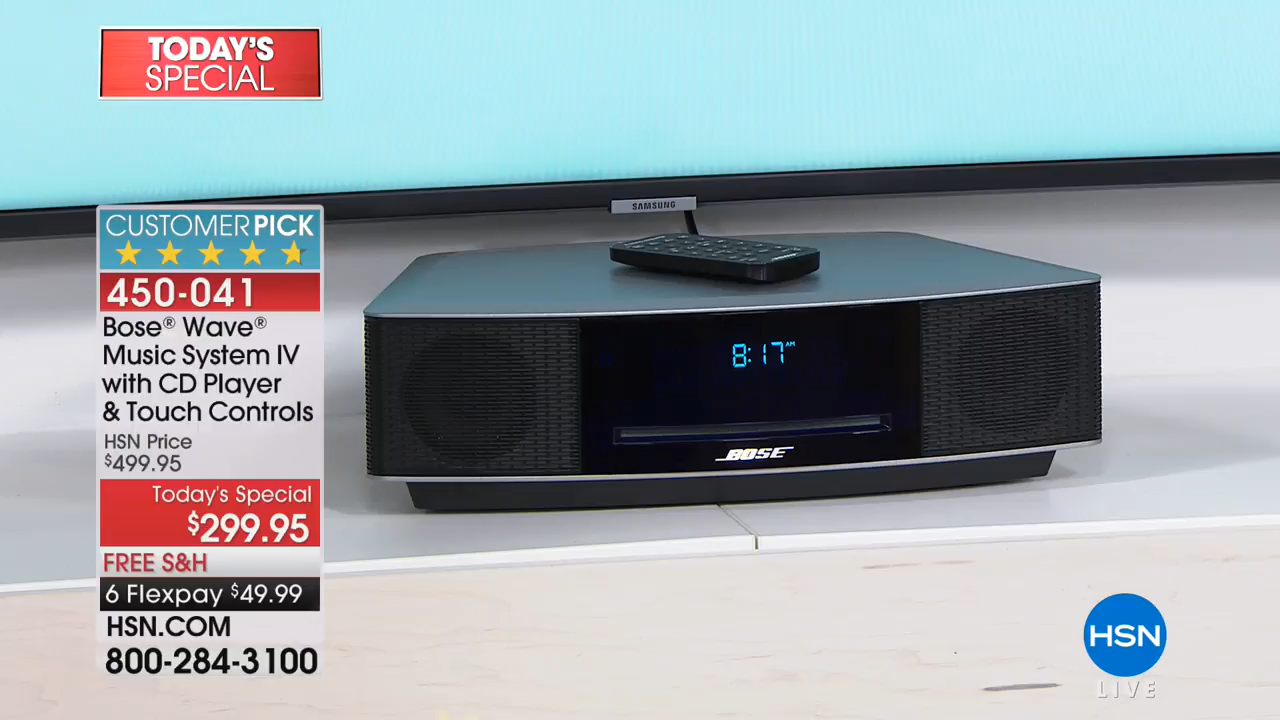 TODAY'S
SPECIAL
SAMSUNG
CUSTOMER PICK
450-041
Bose® Wave®
Music System IV
with CD Player
& Touch Controls
HSN Price
$499.95
Today's Special
$299.95
FREE S&H
6 Flexpay $49.99
HSN.COM
800-284-3100
8:17 AM
BOSE
HSN
LIVE